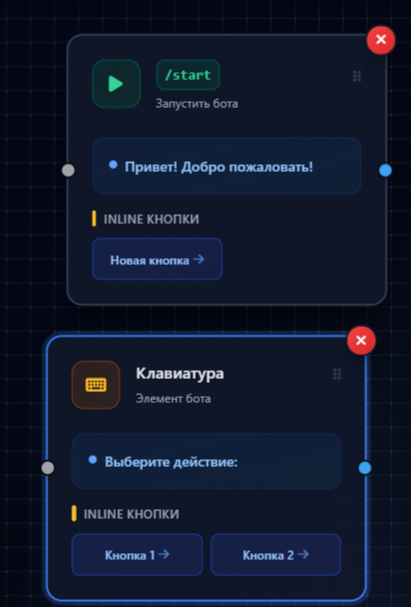 /start
Запустить бота
Привет! Добро пожаловать!
INLINE КНОПКИ
Новая кнопка →
Клавиатура
Элемент бота
Выберите действие:
INLINE КНОПКИ
Кнопка 1 → Кнопка 2 →